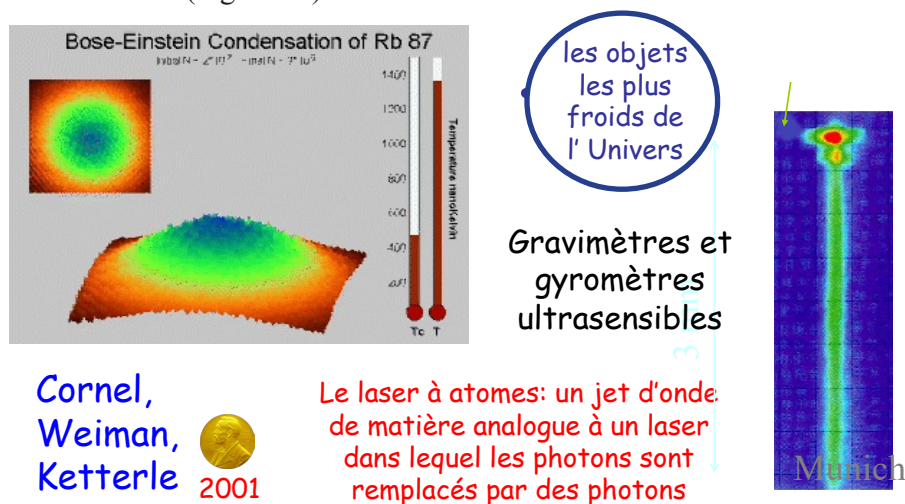 Bose-Einstein Condensation of Rb 87
1400
1200
1000
800
600
400
200
Temperature nanoKelvin
Tc T
les objets
les plus
froids de
l' Univers
Gravimètres et
gyromètres
ultrasensibles
3
Cornel,
Weiman,
Ketterle
2001
Le laser à atomes: un jet d'onde
de matière analogue à un laser
dans lequel les photons sont
remplacés par des photons
Munich